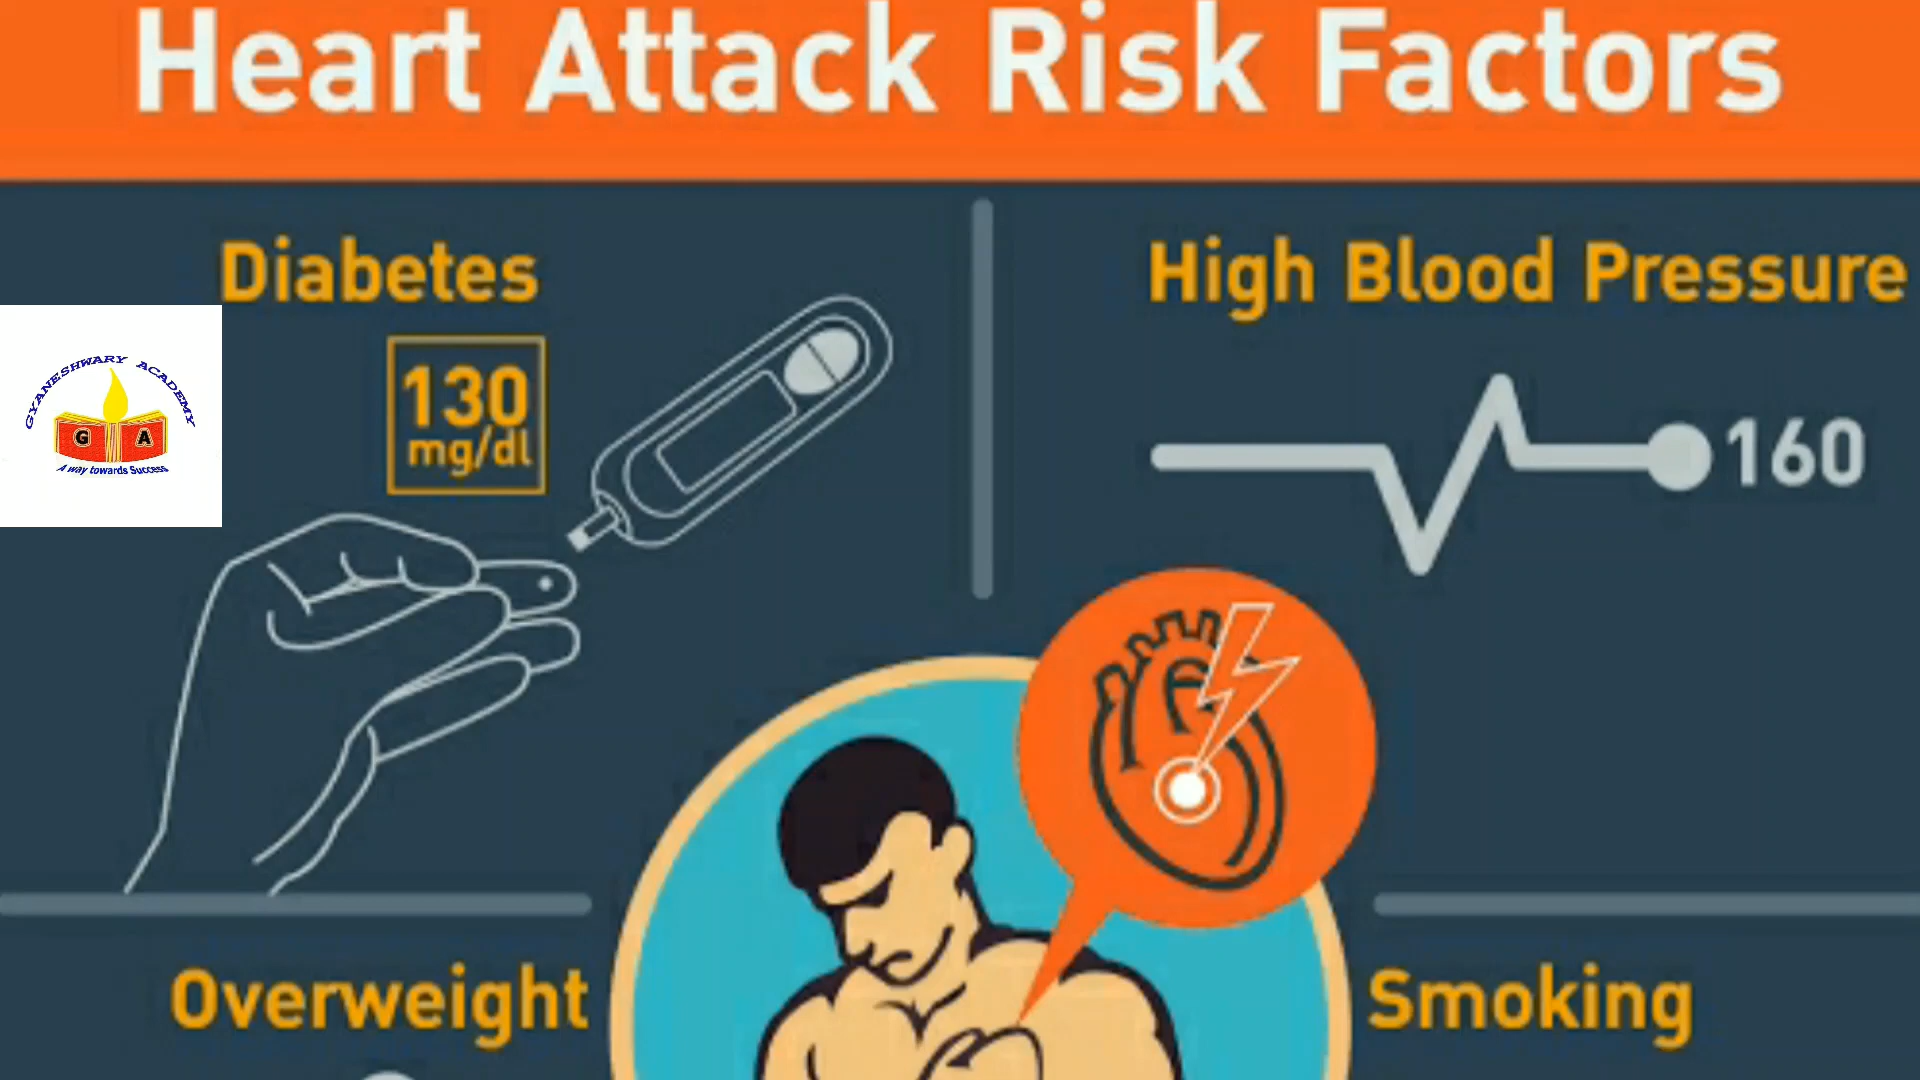 Heart Attack Risk Factors
Diabetes
High Blood Pressure
130
mg/dl
160
GYANESHWARY ACADEMY
G A
A way towards Success
Overweight
Smoking